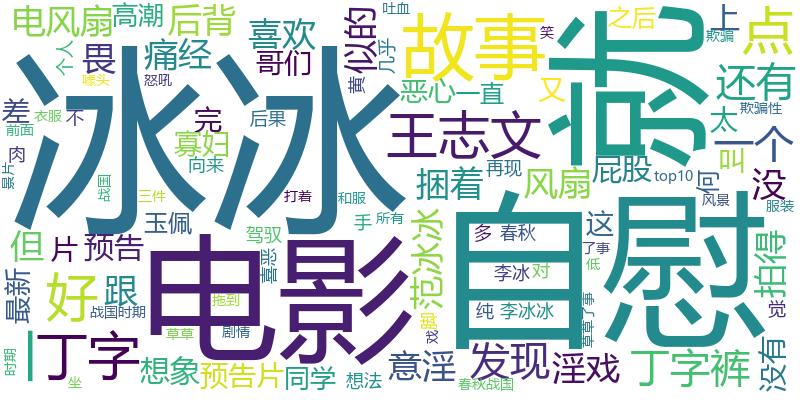 冰冰
自慰
电影
就
故事
王志文
丁字
丁字裤
发现
淫戏
意淫
好
跟
片
预告
但
预告片
同学
想象
最新
想法
春秋战国
范冰冰
捆着
风扇
屁股
还有
一个
点
没
没有
拍得
这
何
叫
太
上
又
之后
喜欢
哥们
似的
恶心
一直
电风扇
高潮
后背
畏
痛经
差
寡妇
完
玉佩
向来
后果
不
肉
个人
噱头
怒吼
衣服
前面
景片
战国
三件
打着
和服
手
所有
再现
几乎
黄
吐血
笑
欺骗
欺骗性
top10
风景
服装
觉
多
春秋
李冰
李冰冰
纯
对
了事
低
草草了事
戏
驾驭
喜恶
拖到
剧情
草草
战国时期
时期
坐